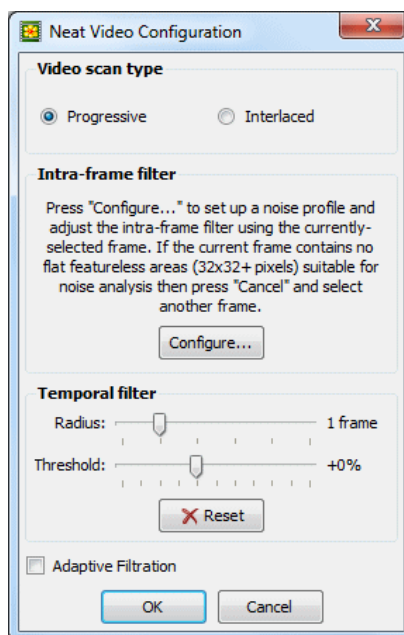 Neat Video Configuration
Video scan type
Progressive Interlaced
Intra-frame filter
Press "Configure..." to set up a noise profile and
adjust the intra-frame filter using the currently-
selected frame. If the current frame contains no
flat featureless areas (32x32+ pixels) suitable for
noise analysis then press "Cancel" and select
another frame.
Configure...
Temporal filter
Radius: 1 frame
Threshold: +0%
Reset
Adaptive Filtration
OK Cancel